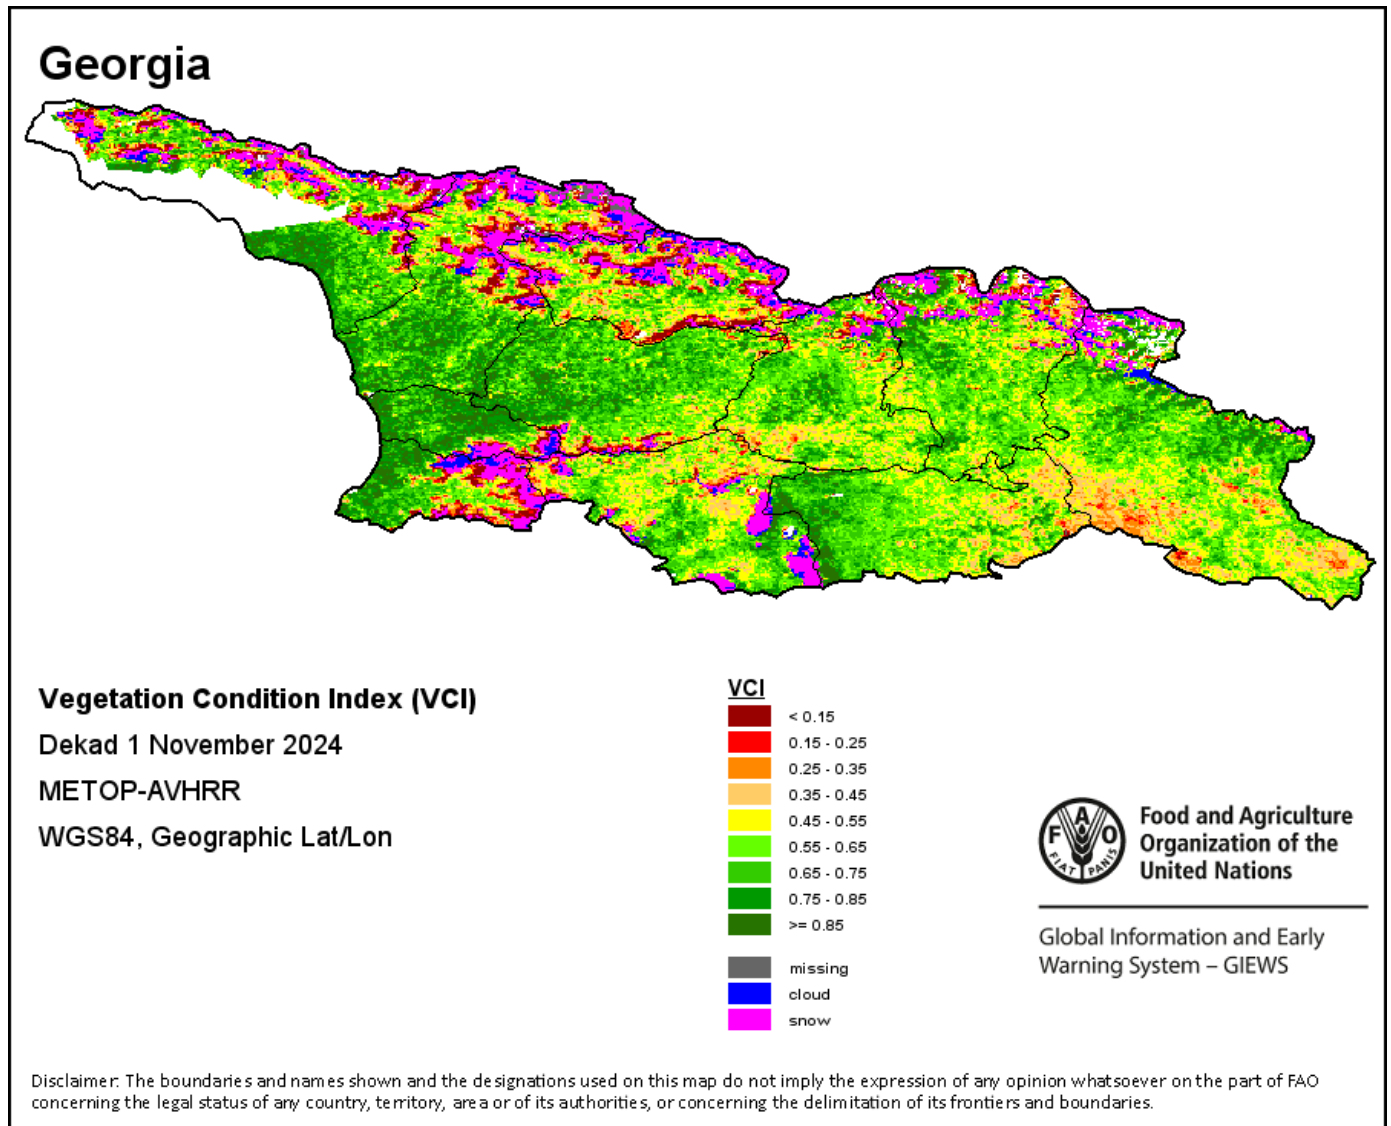 Georgia
Vegetation Condition Index (VCI)
Dekad 1 November 2024
METOP-AVHRR
WGS84, Geographic Lat/Lon
VCI
< 0.15
0.15 - 0.25
0.25 - 0.35
0.35 - 0.45
0.45 - 0.55
0.55 - 0.65
0.65 - 0.75
0.75 - 0.85
>= 0.85
missing
cloud
snow
F A O
FIAT PANIS
Food and Agriculture
Organization of the
United Nations
Global Information and Early
Warning System – GIEWS
Disclaimer: The boundaries and names shown and the designations used on this map do not imply the expression of any opinion whatsoever on the part of FAO
concerning the legal status of any country, territory, area or of its authorities, or concerning the delimitation of its frontiers and boundaries.